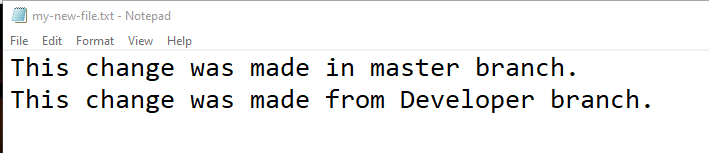 my-new-file.txt - Notepad
File Edit Format View Help
This change was made in master branch.
This change was made from Developer branch.